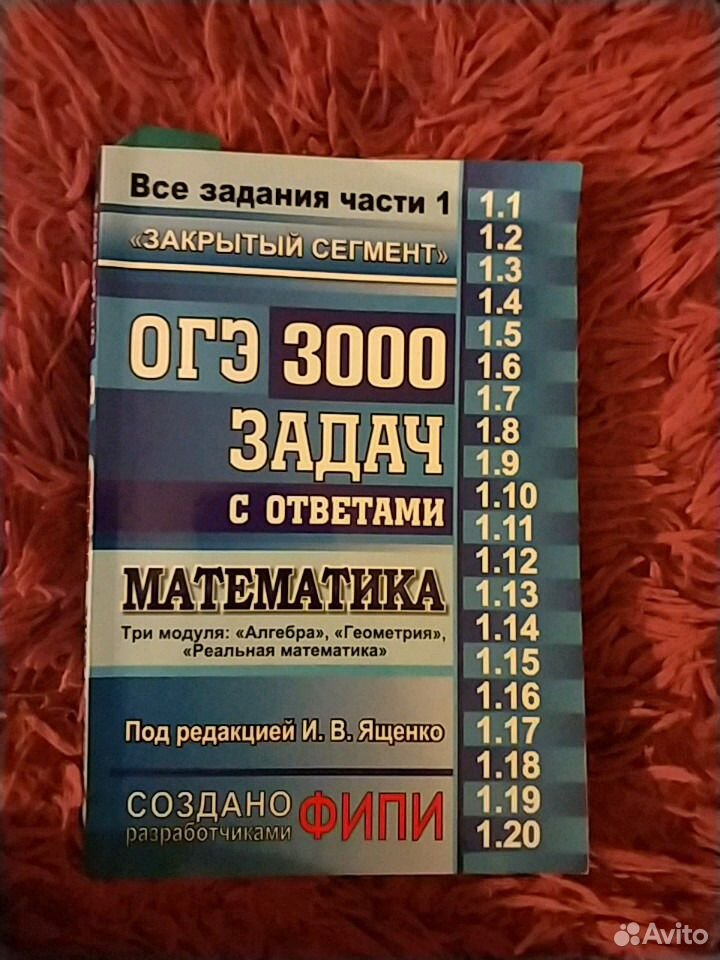 Все задания части 1
«ЗАКРЫТЫЙ СЕГМЕНТ»
ОГЭ 3000
ЗАДАЧ
С ОТВЕТАМИ
МАТЕМАТИКА
Три модуля: «Алгебра», «Геометрия»,
«Реальная математика»
Под редакцией И. В. Ященко
СОЗДАНО
разработчиками
ФИПИ
1.1
1.2
1.3
1.4
1.5
1.6
1.7
1.8
1.9
1.10
1.11
1.12
1.13
1.14
1.15
1.16
1.17
1.18
1.19
1.20
Avito